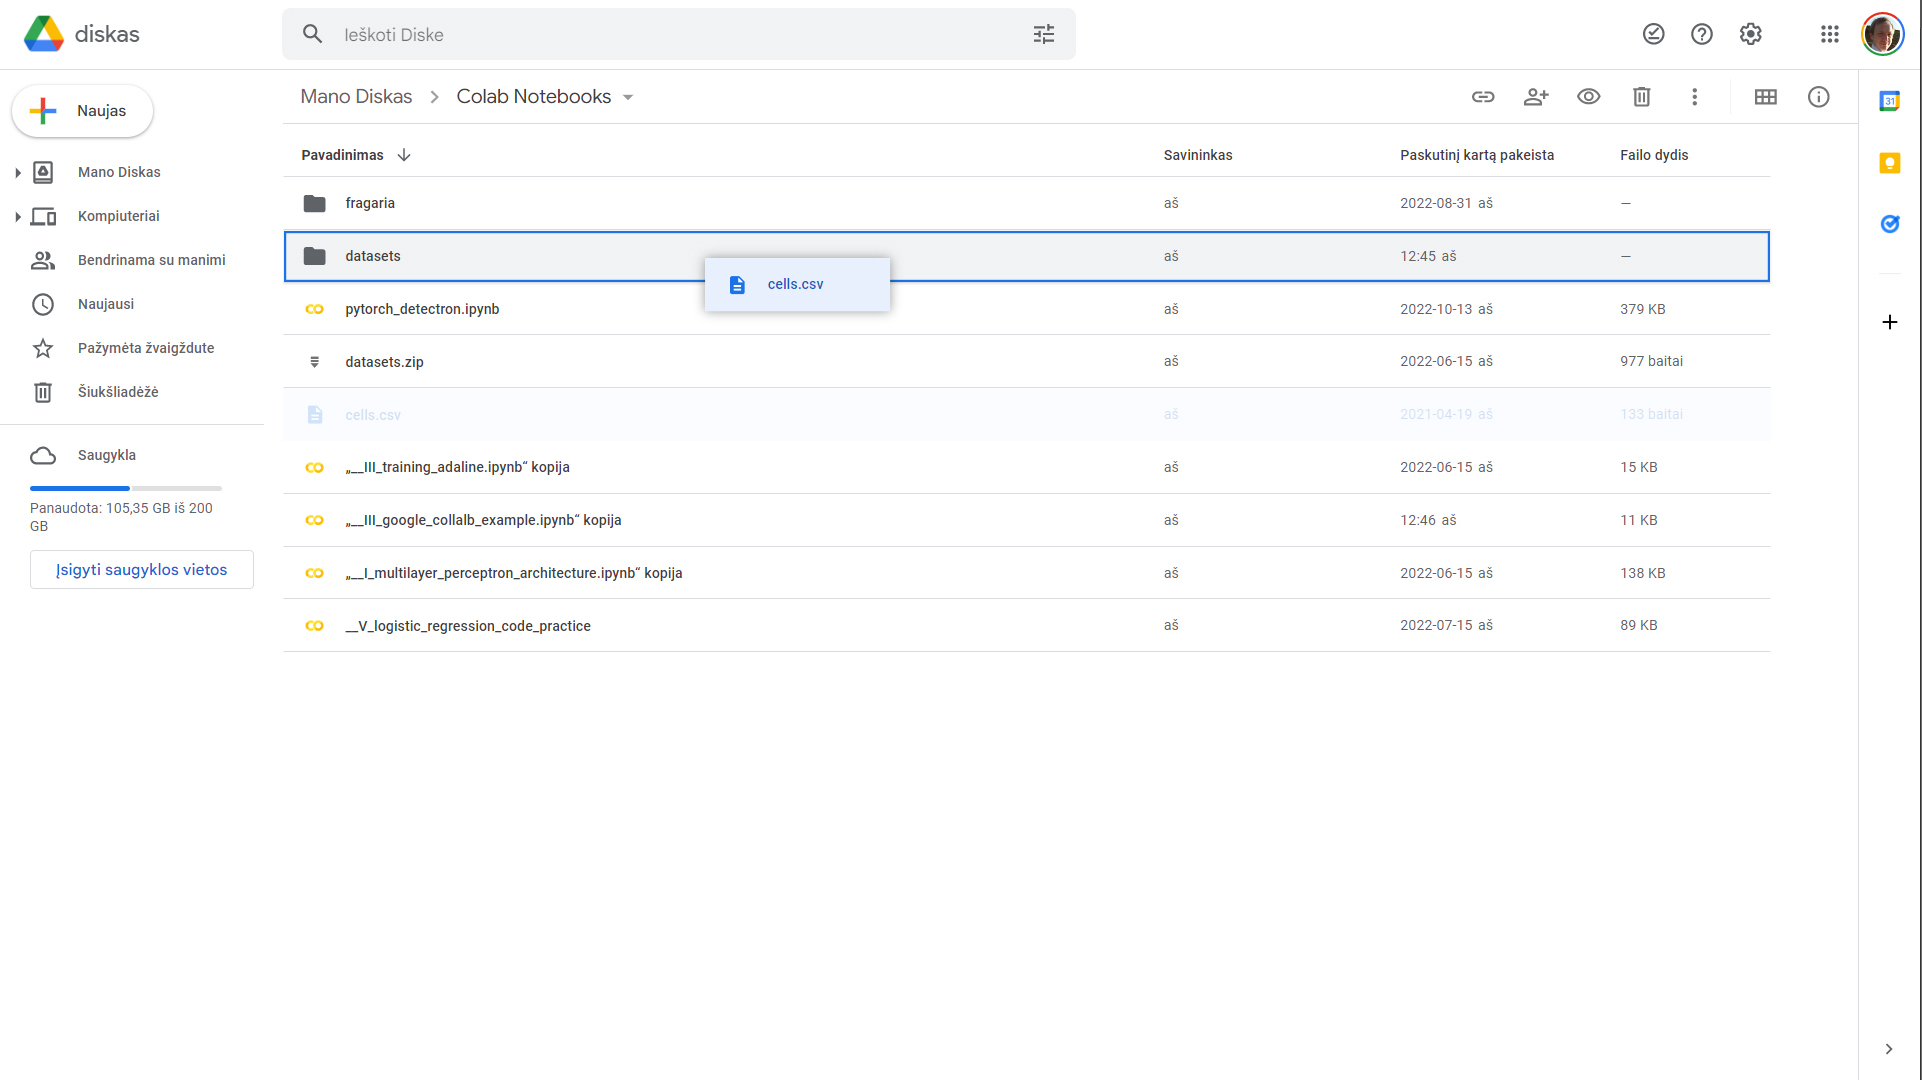 diskas
Ieškoti Diske
Naujas
Mano Diskas
Kompiuteriai
Bendrinama su manimi
Naujausi
Pažymėta žvaigždute
Šiukšliadėžė
Saugykla
Panaudota: 105,35 GB iš 200
GB
Įsigyti saugyklos vietos
Mano Diskas > Colab Notebooks
Pavadinimas Savininkas Paskutinį kartą pakeista Failo dydis
fragaria aš 2022-08-31 aš —
datasets aš 12:45 aš —
cells.csv
pytorch_detectron.ipynb aš 2022-10-13 aš 379 KB
datasets.zip aš 2022-06-15 aš 977 baitai
cells.csv aš 2021-04-19 aš 133 baitai
„__III_training_adaline.ipynb“ kopija aš 2022-06-15 aš 15 KB
„__III_google_collalb_example.ipynb“ kopija aš 12:46 aš 11 KB
„__I_multilayer_perceptron_architecture.ipynb“ kopija aš 2022-06-15 aš 138 KB
__V_logistic_regression_code_practice aš 2022-07-15 aš 89 KB
31